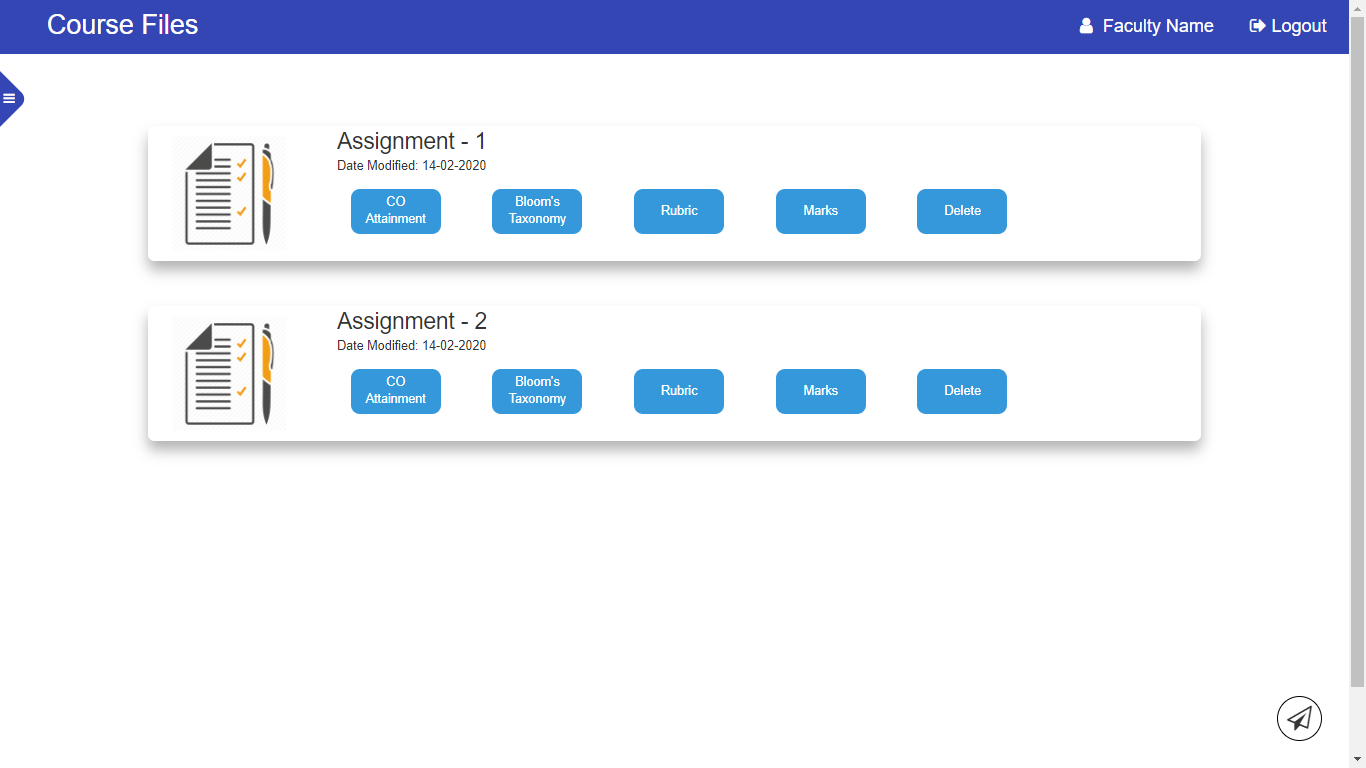 Course Files
Faculty Name
Logout
Assignment - 1
Date Modified: 14-02-2020
CO
Attainment
Bloom's
Taxonomy
Rubric
Marks
Delete
Assignment - 2
Date Modified: 14-02-2020
CO
Attainment
Bloom's
Taxonomy
Rubric
Marks
Delete